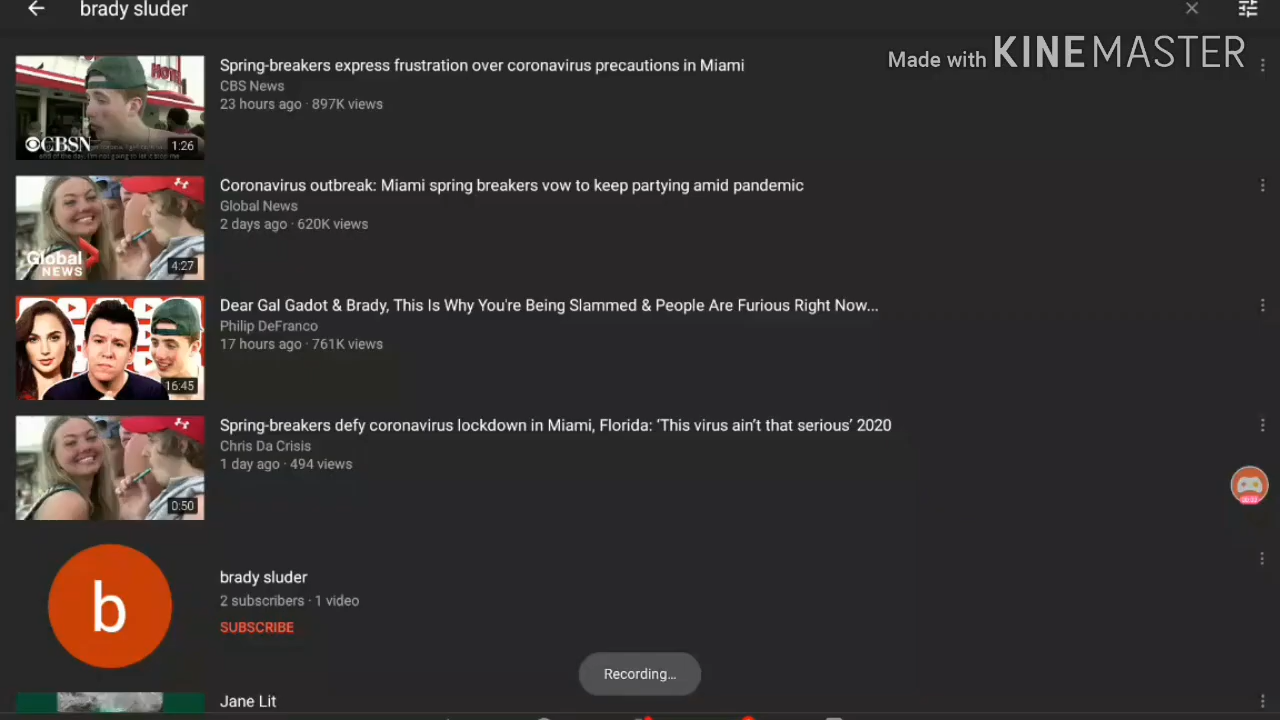 brady sluder
Made with KINEMASTER
Spring-breakers express frustration over coronavirus precautions in Miami
CBS News
23 hours ago · 897K views
HOTEL
CBSN
1:26
Coronavirus outbreak: Miami spring breakers vow to keep partying amid pandemic
Global News
2 days ago · 620K views
Global
NEWS
4:27
Dear Gal Gadot & Brady, This Is Why You're Being Slammed & People Are Furious Right Now...
Philip DeFranco
17 hours ago · 761K views
16:45
Spring-breakers defy coronavirus lockdown in Miami, Florida: ‘This virus ain’t that serious’ 2020
Chris Da Crisis
1 day ago · 494 views
0:50
b
brady sluder
2 subscribers · 1 video
SUBSCRIBE
Recording...
Jane Lit